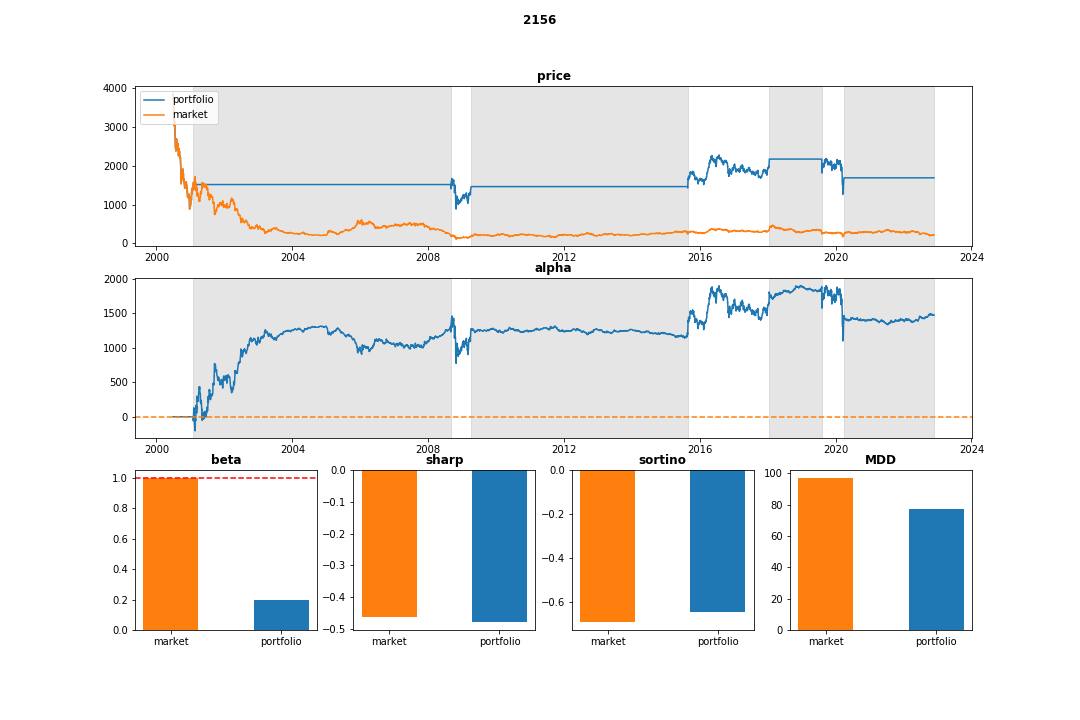 2156
price
4000
3000
2000
1000
0
portfolio
market
2000 2004 2008 2012 2016 2020 2024
alpha
2000
1500
1000
500
0
2000 2004 2008 2012 2016 2020 2024
beta
1.0
0.8
0.6
0.4
0.2
0.0
market portfolio
sharp
0.0
−0.1
−0.2
−0.3
−0.4
−0.5
market portfolio
sortino
0.0
−0.2
−0.4
−0.6
market portfolio
MDD
100
80
60
40
20
0
market portfolio